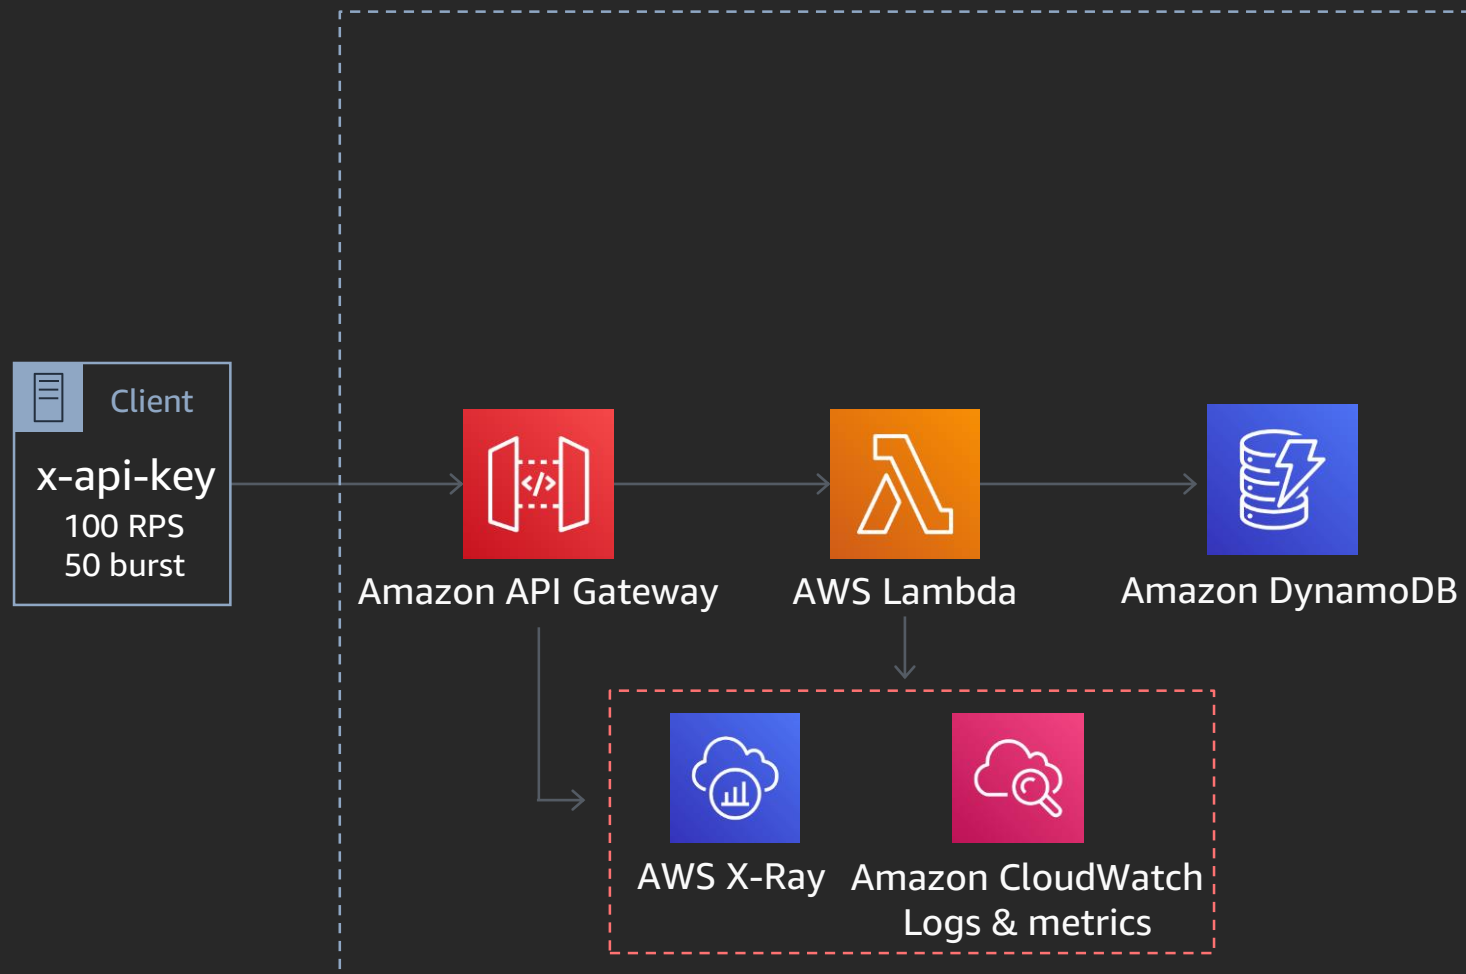 Client
x-api-key
100 RPS
50 burst
</>
Amazon API Gateway
AWS Lambda
Amazon DynamoDB
AWS X-Ray
Amazon CloudWatch
Logs & metrics